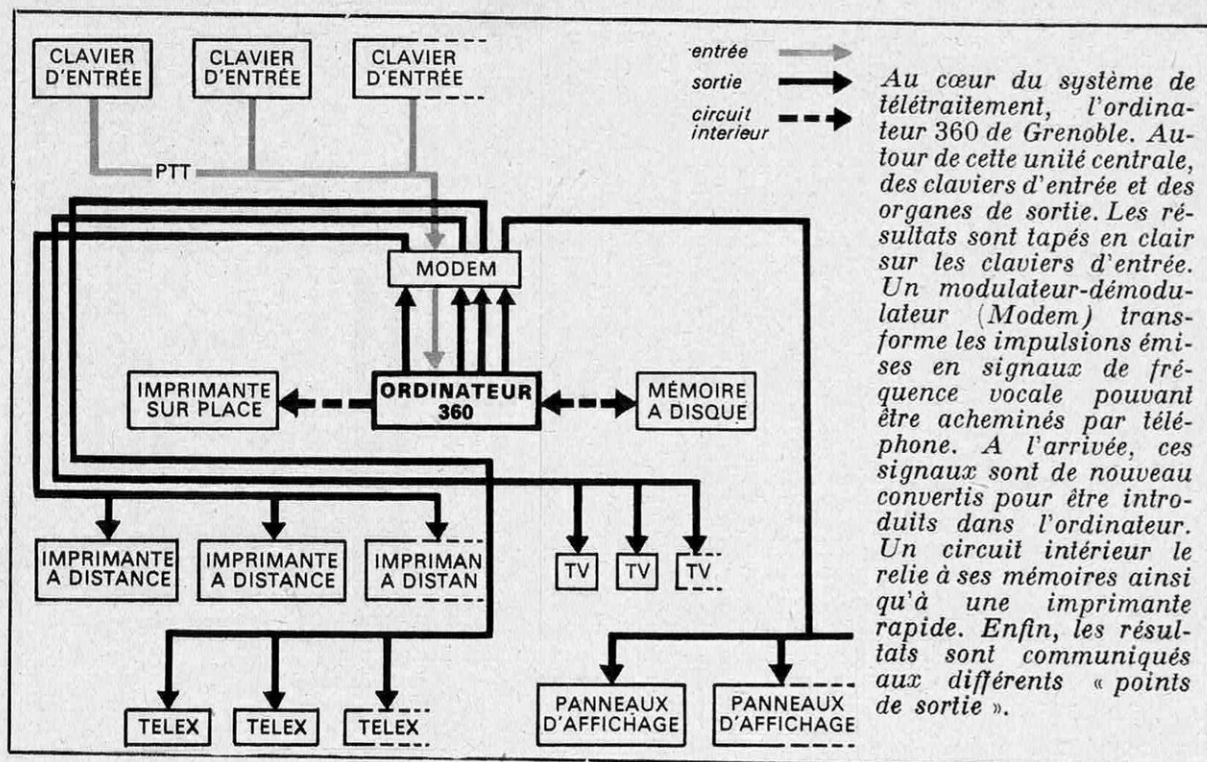 CLAVIER
D'ENTRÉE
CLAVIER
D'ENTRÉE
CLAVIER
D'ENTRÉE
PTT
entrée
sortie
circuit
interieur
MODEM
IMPRIMANTE
SUR PLACE
ORDINATEUR
360
MÉMOIRE
A DISQUE
IMPRIMANTE
A DISTANCE
IMPRIMANTE
A DISTANCE
IMPRIMAN
A DISTAN
TV
TV
TV
TELEX
TELEX
TELEX
PANNEAUX
D'AFFICHAGE
PANNEAUX
D'AFFICHAGE
Au cœur du système de
télétraitement, l'ordina-
teur 360 de Grenoble. Au-
tour de cette unité centrale,
des claviers d'entrée et des
organes de sortie. Les ré-
sultats sont tapés en clair
sur les claviers d'entrée.
Un modulateur-démodu-
lateur (Modem) trans-
forme les impulsions émi-
ses en signaux de fré-
quence vocale pouvant
être acheminés par télé-
phone. A l'arrivée, ces
signaux sont de nouveau
convertis pour être intro-
duits dans l'ordinateur.
Un circuit intérieur le
relie à ses mémoires ainsi
qu'à une imprimante
rapide. Enfin, les résul-
tats sont communiqués
aux différents « points
de sortie ».